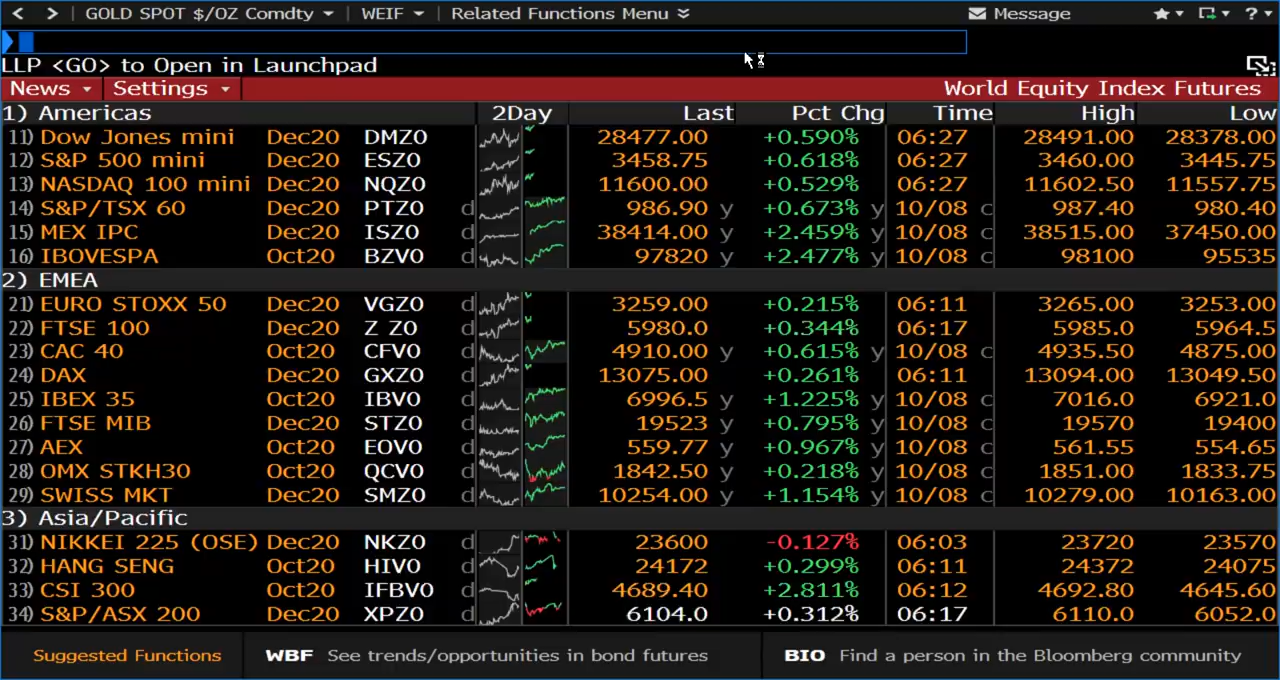 GOLD SPOT $/OZ Comdty WEIF Related Functions Menu Message ?
LLP <GO> to Open in Launchpad
News Settings World Equity Index Futures
1) Americas 2Day Last Pct Chg Time High Low
11) Dow Jones mini Dec20 DMZ0 28477.00 +0.590% 06:27 28491.00 28378.00
12) S&P 500 mini Dec20 ESZ0 3458.75 +0.618% 06:27 3460.00 3445.75
13) NASDAQ 100 mini Dec20 NQZ0 11600.00 +0.529% 06:27 11602.50 11557.75
14) S&P/TSX 60 Dec20 PTZ0 d 986.90 y +0.673% y 10/08 c 987.40 980.40
15) MEX IPC Dec20 ISZ0 d 38414.00 y +2.459% y 10/08 c 38515.00 37450.00
16) IBOVESPA Oct20 BZV0 d 97820 y +2.477% y 10/08 c 98100 95535
2) EMEA
21) EURO STOXX 50 Dec20 VGZ0 d 3259.00 +0.215% 06:11 3265.00 3253.00
22) FTSE 100 Dec20 Z Z0 d 5980.0 +0.344% 06:17 5985.0 5964.5
23) CAC 40 Oct20 CFV0 d 4910.00 y +0.615% y 10/08 c 4935.50 4875.00
24) DAX Dec20 GXZ0 d 13075.00 +0.261% 06:11 13094.00 13049.50
25) IBEX 35 Oct20 IBV0 d 6996.5 y +1.225% y 10/08 c 7016.0 6921.0
26) FTSE MIB Dec20 STZ0 d 19523 y +0.795% y 10/08 c 19570 19400
27) AEX Oct20 EOV0 d 559.77 y +0.967% y 10/08 c 561.55 554.65
28) OMX STKH30 Oct20 QCV0 d 1842.50 y +0.218% y 10/08 c 1851.00 1833.75
29) SWISS MKT Dec20 SMZ0 d 10254.00 y +1.154% y 10/08 c 10279.00 10163.00
3) Asia/Pacific
31) NIKKEI 225 (OSE) Dec20 NKZ0 d 23600 -0.127% 06:03 23720 23570
32) HANG SENG Oct20 HIV0 d 24172 +0.299% 06:11 24372 24075
33) CSI 300 Oct20 IFBV0 d 4689.40 +2.811% 06:12 4692.80 4645.60
34) S&P/ASX 200 Dec20 XPZ0 d 6104.0 +0.312% 06:17 6110.0 6052.0
Suggested Functions WBF See trends/opportunities in bond futures BIO Find a person in the Bloomberg community